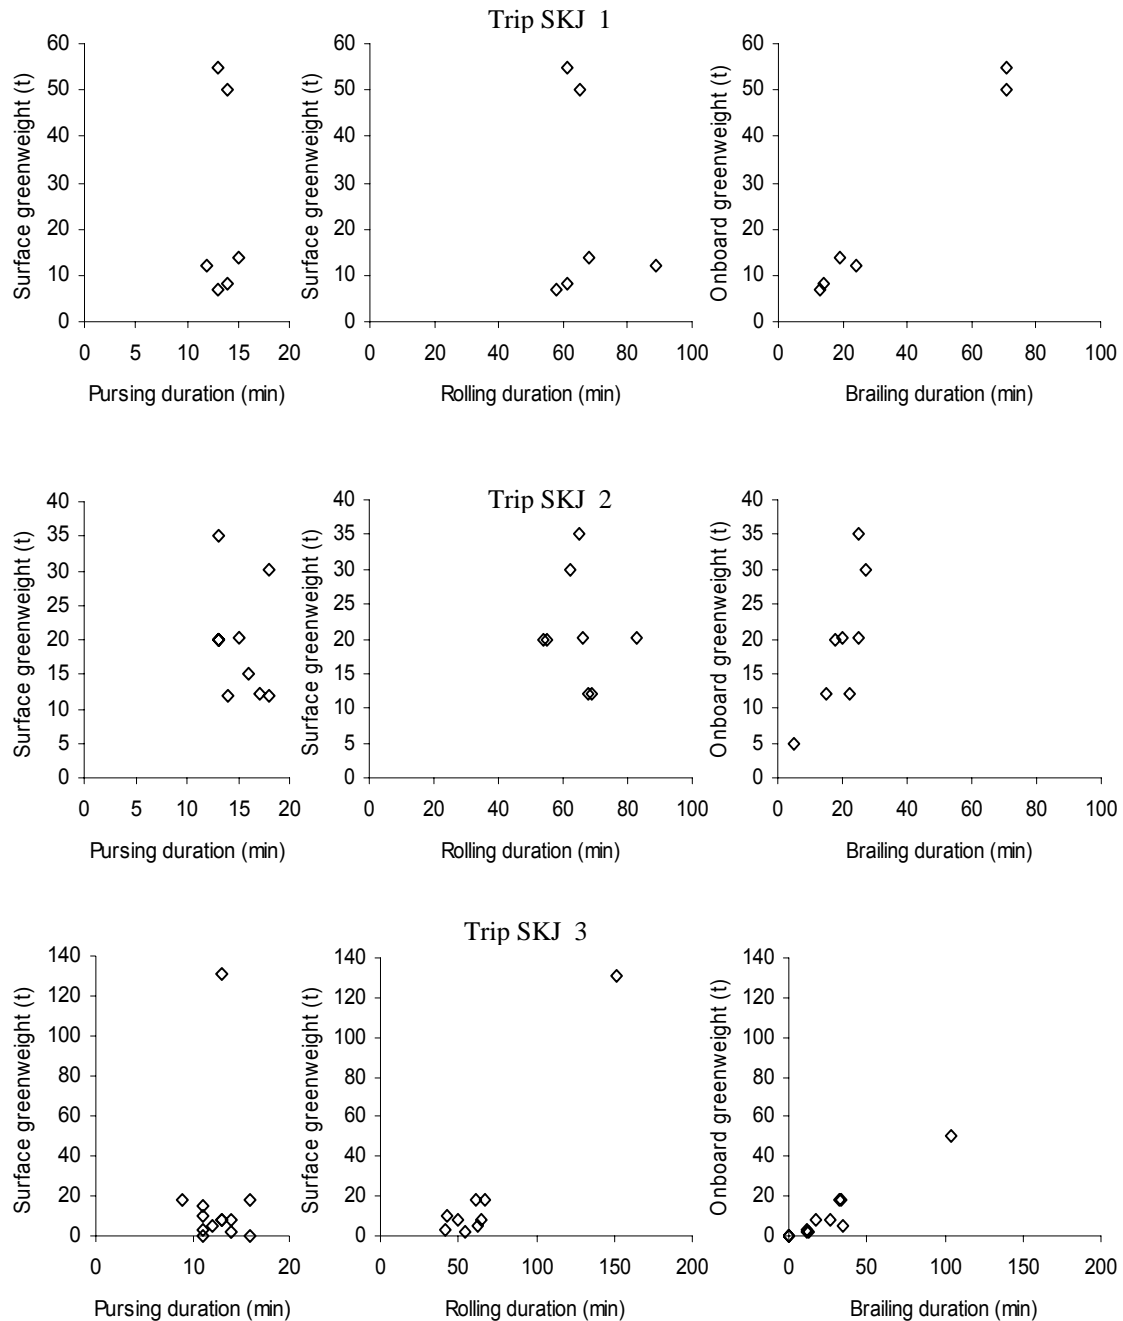 Trip SKJ 1
Surface greenweight (t)
60
50
40
30
20
10
0
0 5 10 15 20
Pursing duration (min)
Surface greenweight (t)
60
50
40
30
20
10
0
0 20 40 60 80 100
Rolling duration (min)
Onboard greenweight (t)
60
50
40
30
20
10
0
0 20 40 60 80 100
Brailing duration (min)
Trip SKJ 2
Surface greenweight (t)
40
35
30
25
20
15
10
5
0
0 5 10 15 20
Pursing duration (min)
Surface greenweight (t)
40
35
30
25
20
15
10
5
0
0 20 40 60 80 100
Rolling duration (min)
Onboard greenweight (t)
40
35
30
25
20
15
10
5
0
0 20 40 60 80 100
Brailing duration (min)
Trip SKJ 3
Surface greenweight (t)
140
120
100
80
60
40
20
0
0 10 20
Pursing duration (min)
Surface greenweight (t)
140
120
100
80
60
40
20
0
0 50 100 150 200
Rolling duration (min)
Onboard greenweight (t)
140
120
100
80
60
40
20
0
0 50 100 150 200
Brailing duration (min)